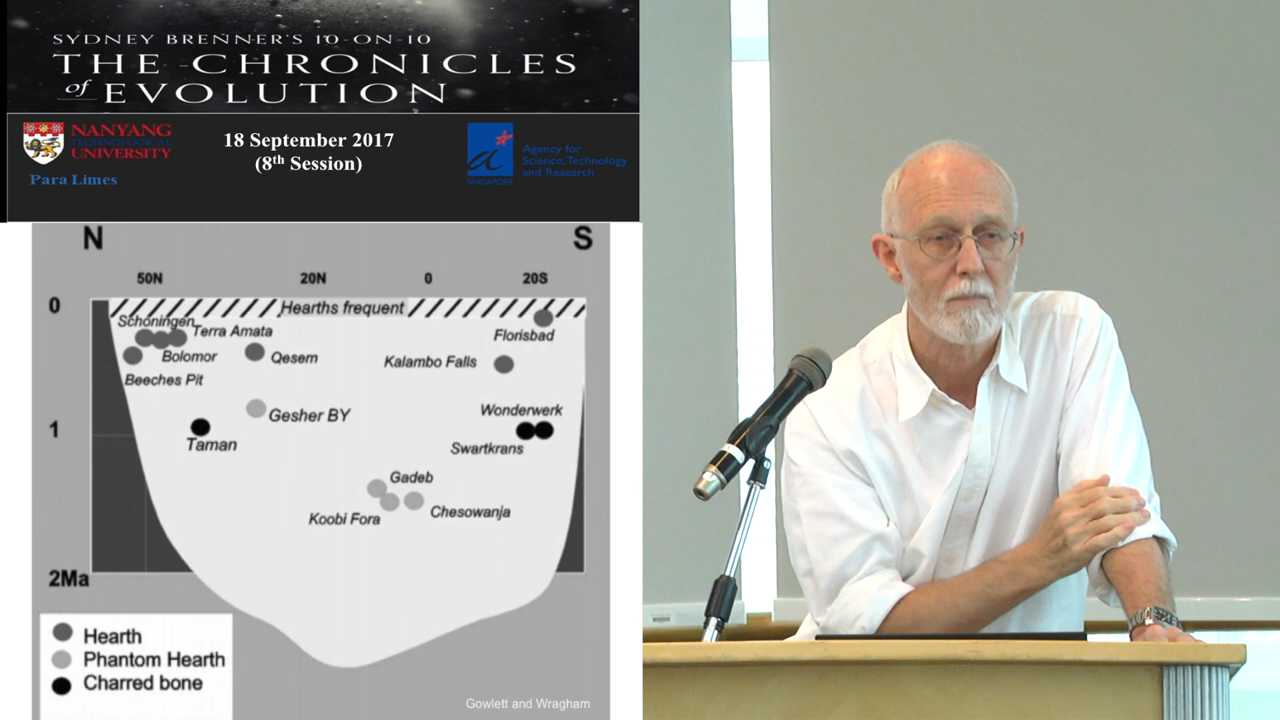 SYDNEY BRENNER'S 10-ON-10
THE CHRONICLES
of EVOLUTION
NANYANG
TECHNOLOGICAL
UNIVERSITY
Para Limes
18 September 2017
(8th Session)
Agency for
Science, Technology
and Research
SINGAPORE
N
S
50N
20N
0
20S
0
Hearths frequent
Schoningen
Terra Amata
Florisbad
Bolomor
Qesem
Kalambo Falls
Beeches Pit
Gesher BY
Wonderwerk
1
Taman
Swartkrans
Gadeb
Koobi Fora
Chesowanja
2Ma
Hearth
Phantom Hearth
Charred bone
Gowlett and Wragham